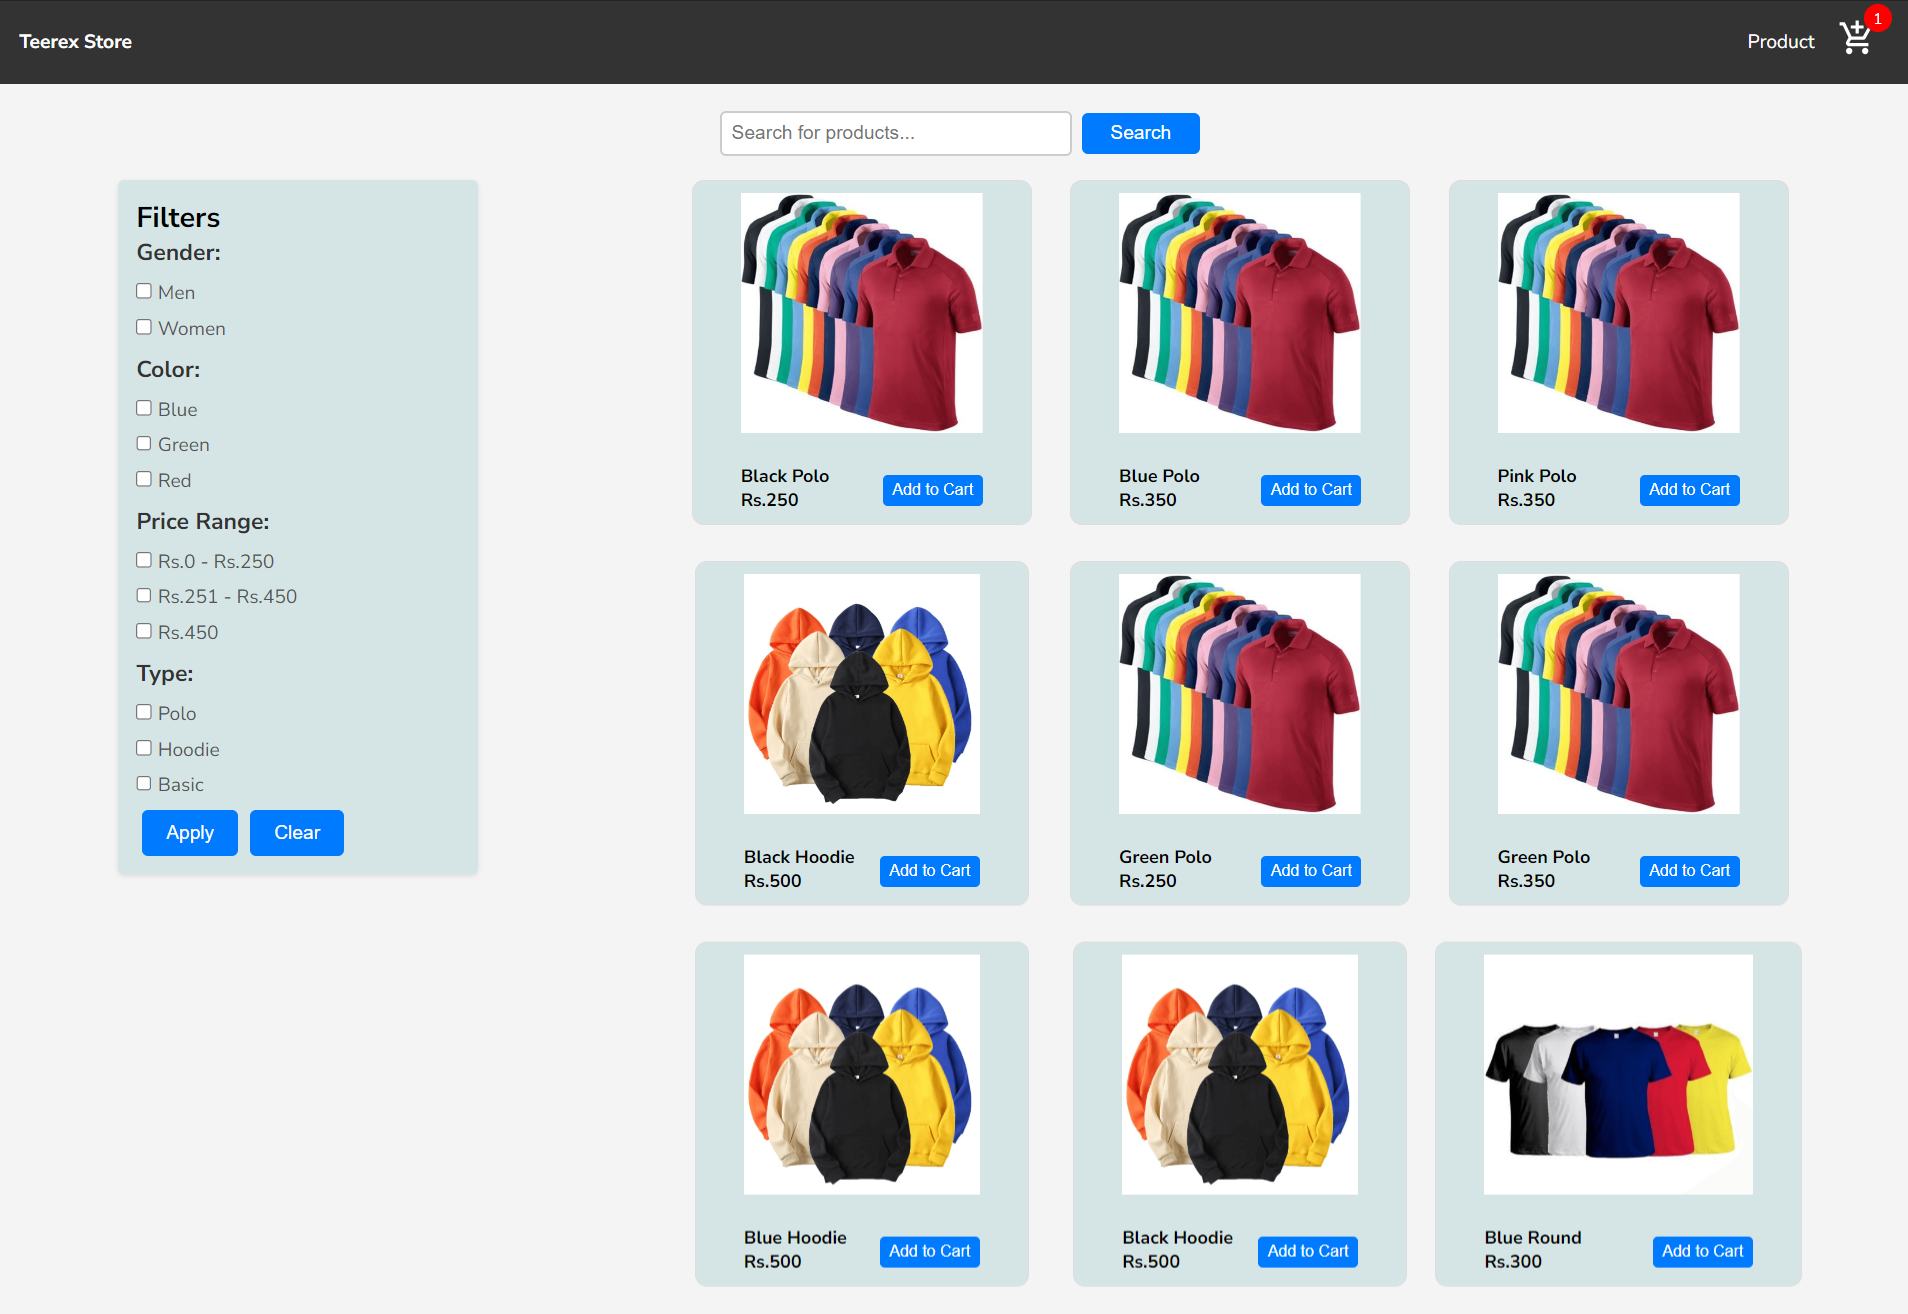 Teerex Store
Product
1
Search for products...
Search
Filters
Gender:
Men
Women
Color:
Blue
Green
Red
Price Range:
Rs.0 - Rs.250
Rs.251 - Rs.450
Rs.450
Type:
Polo
Hoodie
Basic
Apply
Clear
Black Polo
Rs.250
Add to Cart
Blue Polo
Rs.350
Add to Cart
Pink Polo
Rs.350
Add to Cart
Black Hoodie
Rs.500
Add to Cart
Green Polo
Rs.250
Add to Cart
Green Polo
Rs.350
Add to Cart
Blue Hoodie
Rs.500
Add to Cart
Black Hoodie
Rs.500
Add to Cart
Blue Round
Rs.300
Add to Cart